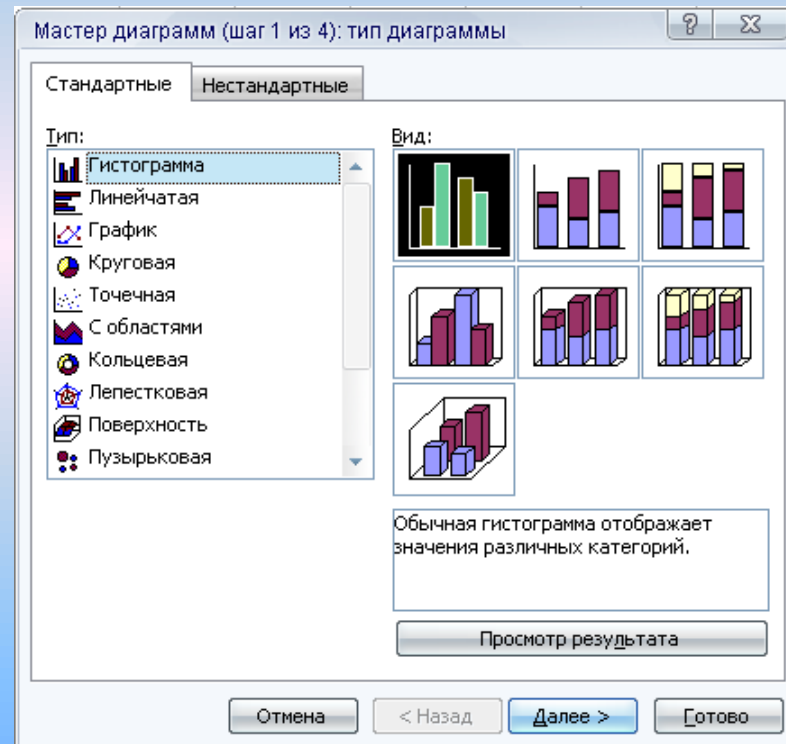 Мастер диаграмм (шаг 1 из 4): тип диаграммы
Стандартные
Нестандартные
Тип:
Гистограмма
Линейчатая
График
Круговая
Точечная
С областями
Кольцевая
Лепестковая
Поверхность
Пузырьковая
Вид:
Обычная гистограмма отображает
значения различных категорий.
Просмотр результата
Отмена
< Назад
Далее >
Готово